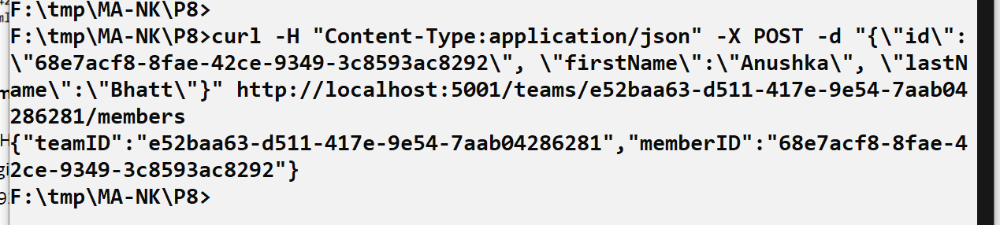 F:\tmp\MA-NK\P8>
F:\tmp\MA-NK\P8>curl -H "Content-Type:application/json" -X POST -d "{\"id\":
\"68e7acf8-8fae-42ce-9349-3c8593ac8292\", \"firstName\":\"Anushka\", \"lastN
ame\":\"Bhatt\"}" http://localhost:5001/teams/e52baa63-d511-417e-9e54-7aab04
286281/members
{"teamID":"e52baa63-d511-417e-9e54-7aab04286281","memberID":"68e7acf8-8fae-4
2ce-9349-3c8593ac8292"}
F:\tmp\MA-NK\P8>